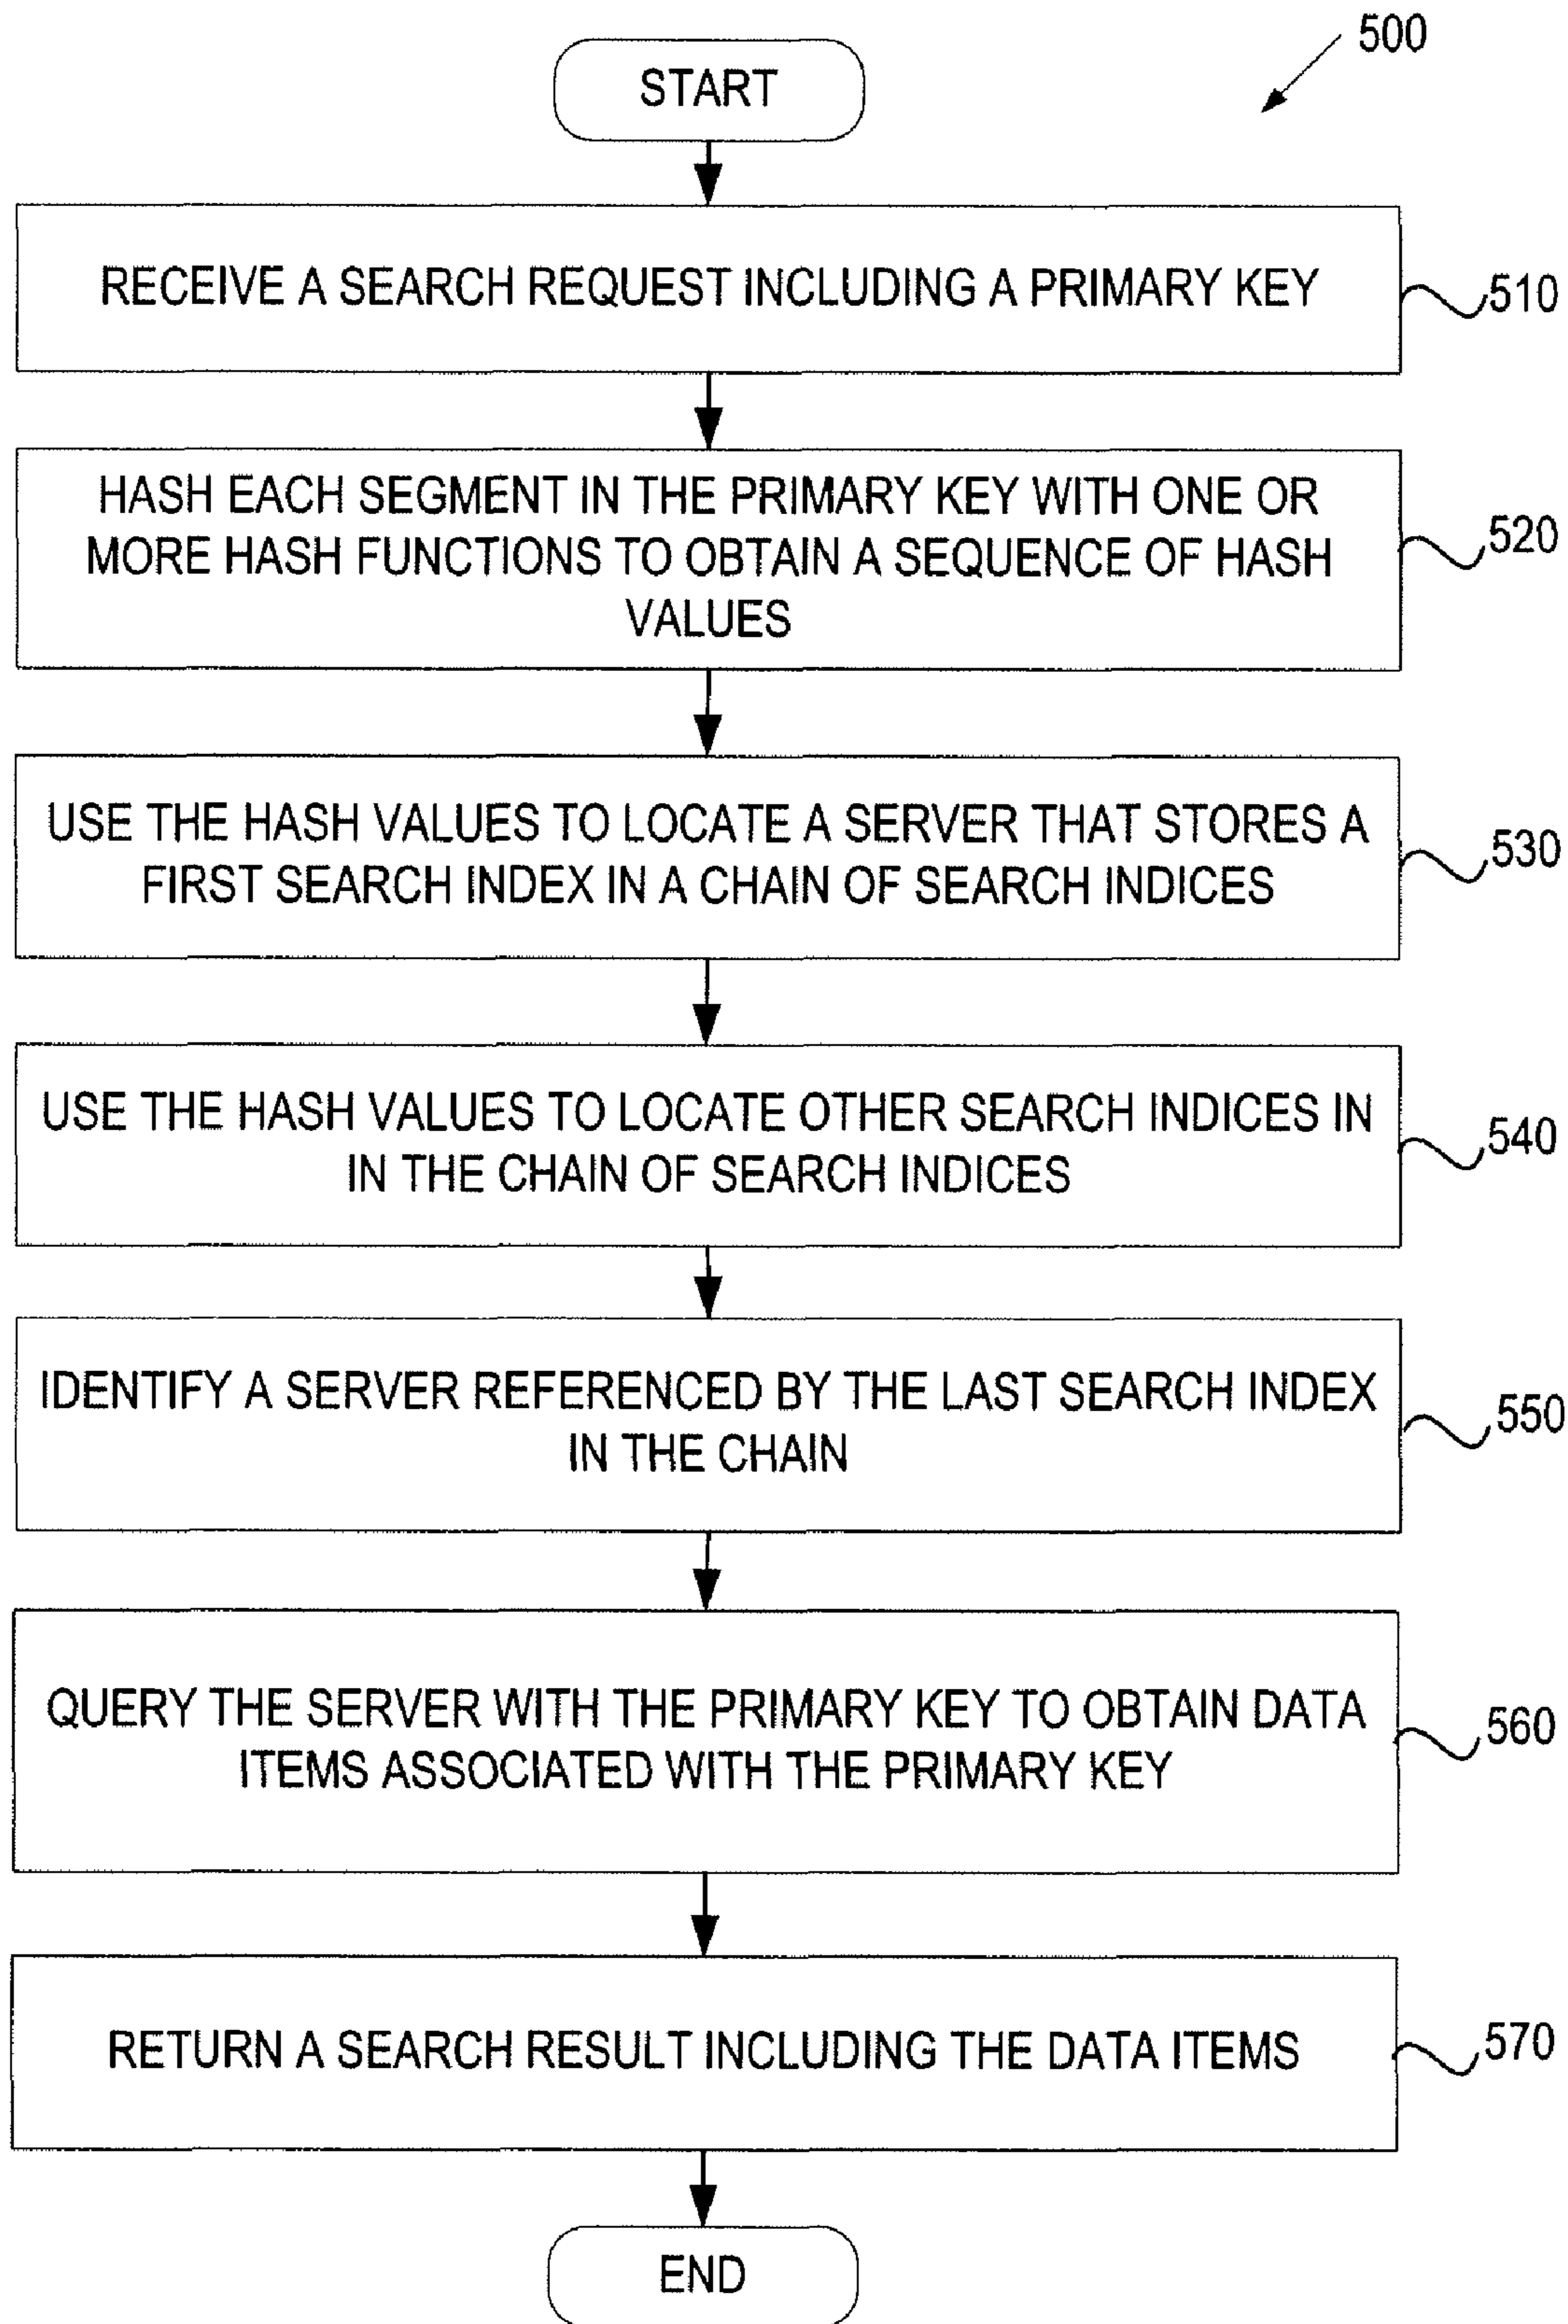 500
START
RECEIVE A SEARCH REQUEST INCLUDING A PRIMARY KEY
510
HASH EACH SEGMENT IN THE PRIMARY KEY WITH ONE OR
MORE HASH FUNCTIONS TO OBTAIN A SEQUENCE OF HASH
VALUES
520
USE THE HASH VALUES TO LOCATE A SERVER THAT STORES A
FIRST SEARCH INDEX IN A CHAIN OF SEARCH INDICES
530
USE THE HASH VALUES TO LOCATE OTHER SEARCH INDICES IN
IN THE CHAIN OF SEARCH INDICES
540
IDENTIFY A SERVER REFERENCED BY THE LAST SEARCH INDEX
IN THE CHAIN
550
QUERY THE SERVER WITH THE PRIMARY KEY TO OBTAIN DATA
ITEMS ASSOCIATED WITH THE PRIMARY KEY
560
RETURN A SEARCH RESULT INCLUDING THE DATA ITEMS
570
END